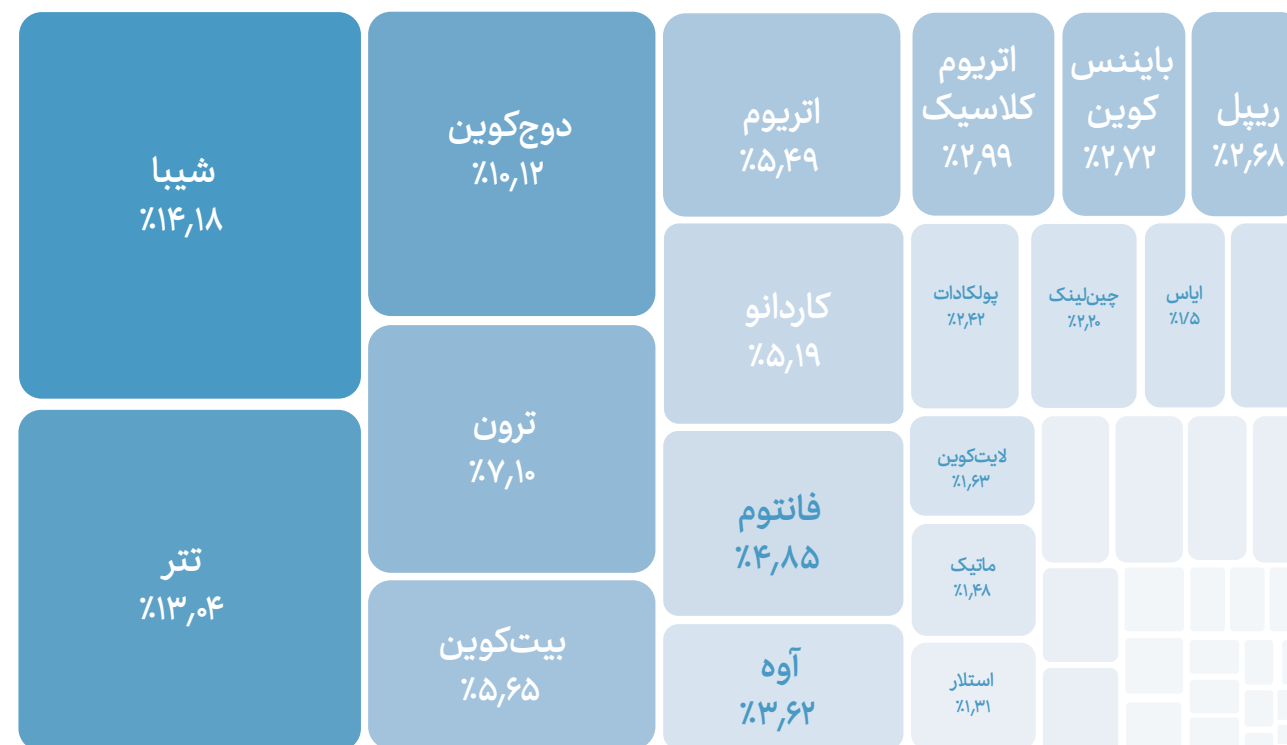 شیبا
٪۱۴٫۱۸
تتر
٪۱۳٫۰۴
دوج‌کوین
٪۱۰٫۱۲
ترون
٪۷٫۱۰
بیت‌کوین
٪۵٫۶۵
اتریوم
٪۵٫۴۹
کاردانو
٪۵٫۱۹
فانتوم
٪۴٫۸۵
آوه
٪۳٫۶۲
اتریوم
کلاسیک
٪۲٫۹۹
بایننس
کوین
٪۲٫۷۲
ریپل
٪۲٫۶۸
پولکادات
٪۲٫۴۲
چین‌لینک
٪۲٫۲۰
ایاس
٪۱/۵
لایت‌کوین
٪۱٫۶۳
ماتیک
٪۱٫۴۸
استلار
٪۱٫۳۱